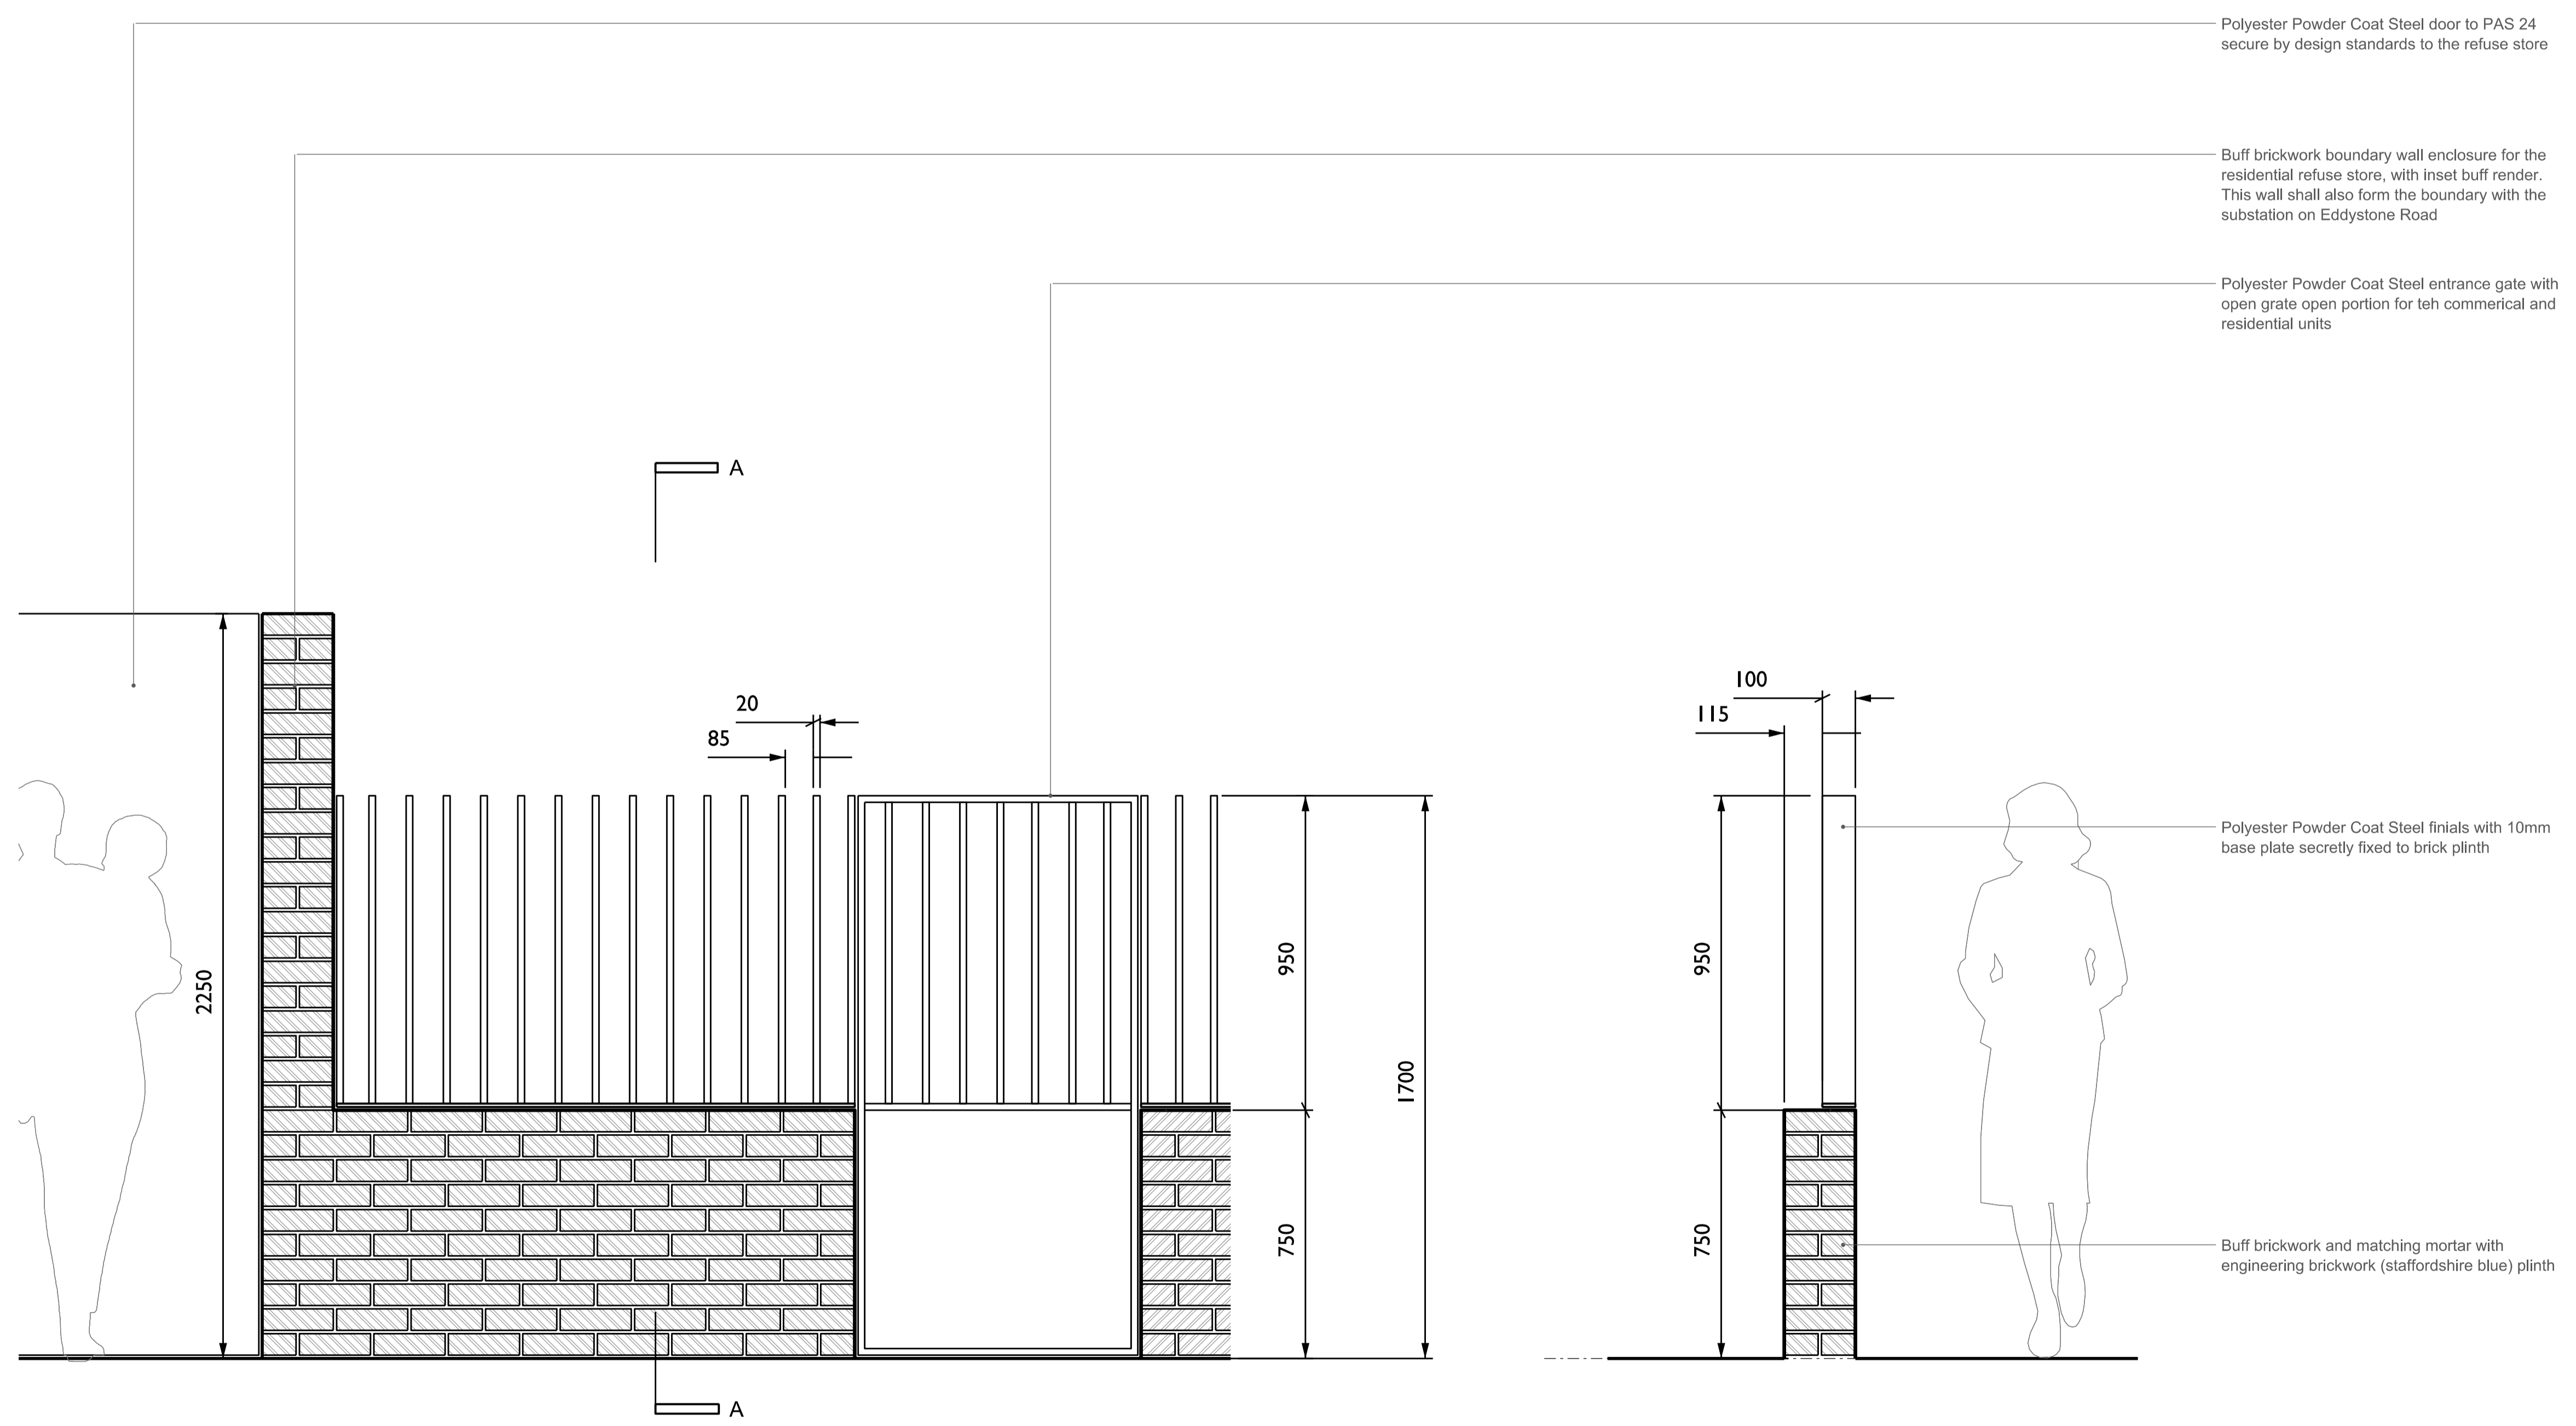 Polyester Powder Coat Steel door to PAS 24
secure by design standards to the refuse store
Buff brickwork boundary wall enclosure for the
residential refuse store, with inset buff render.
This wall shall also form the boundary with the
substation on Eddystone Road
Polyester Powder Coat Steel entrance gate with
open grate open portion for teh commerical and
residential units
A
20
85
2250
950
1700
750
A
100
115
950
750
Polyester Powder Coat Steel finials with 10mm
base plate secretly fixed to brick plinth
Buff brickwork and matching mortar with
engineering brickwork (staffordshire blue) plinth